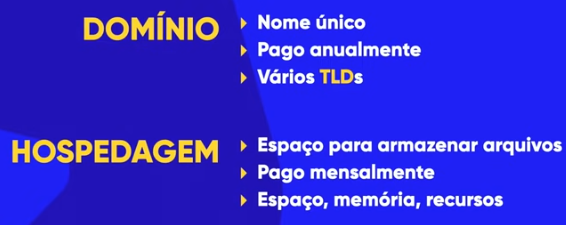 DOMÍNIO
Nome único
Pago anualmente
Vários TLDs
HOSPEDAGEM
Espaço para armazenar arquivos
Pago mensalmente
Espaço, memória, recursos